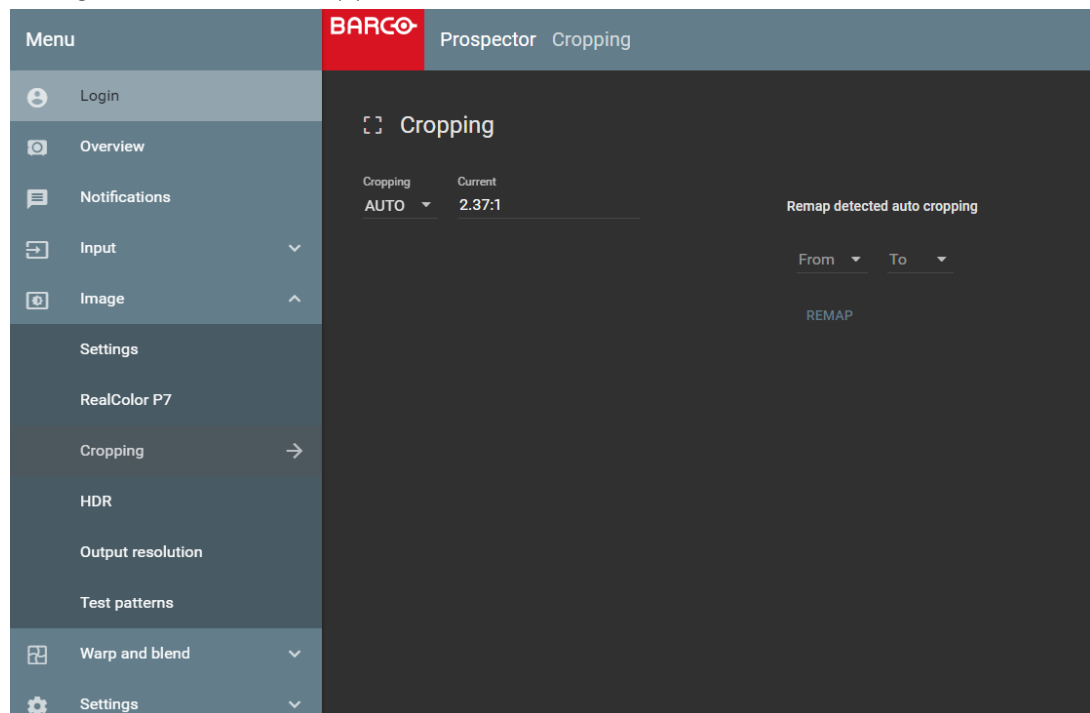 Menu
BARCO
Prospector Cropping
Login
Overview
Notifications
Input
Image
Settings
RealColor P7
Cropping
HDR
Output resolution
Test patterns
Warp and blend
Settings
Cropping
Cropping
Current
AUTO
2.37:1
Remap detected auto cropping
From
To
REMAP